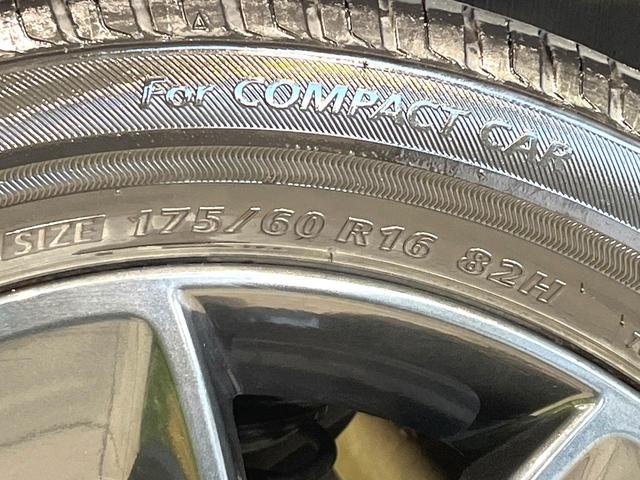 For COMPACT CAR
SIZE 175/60 R16 82H